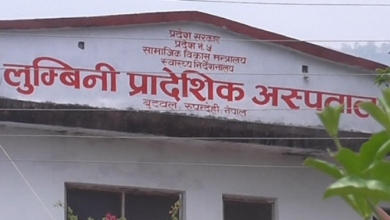 प्रदेश सरकार
प्रदेश नं. ५
सामाजिक विकास मन्त्रालय
स्वास्थ्य निर्देशनालय
लुम्बिनी प्रादेशिक अस्पताल
बुटवल, रुपन्देही, नेपाल